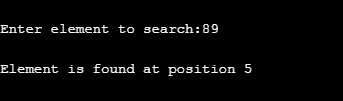 Enter element to search:89
Element is found at position 5